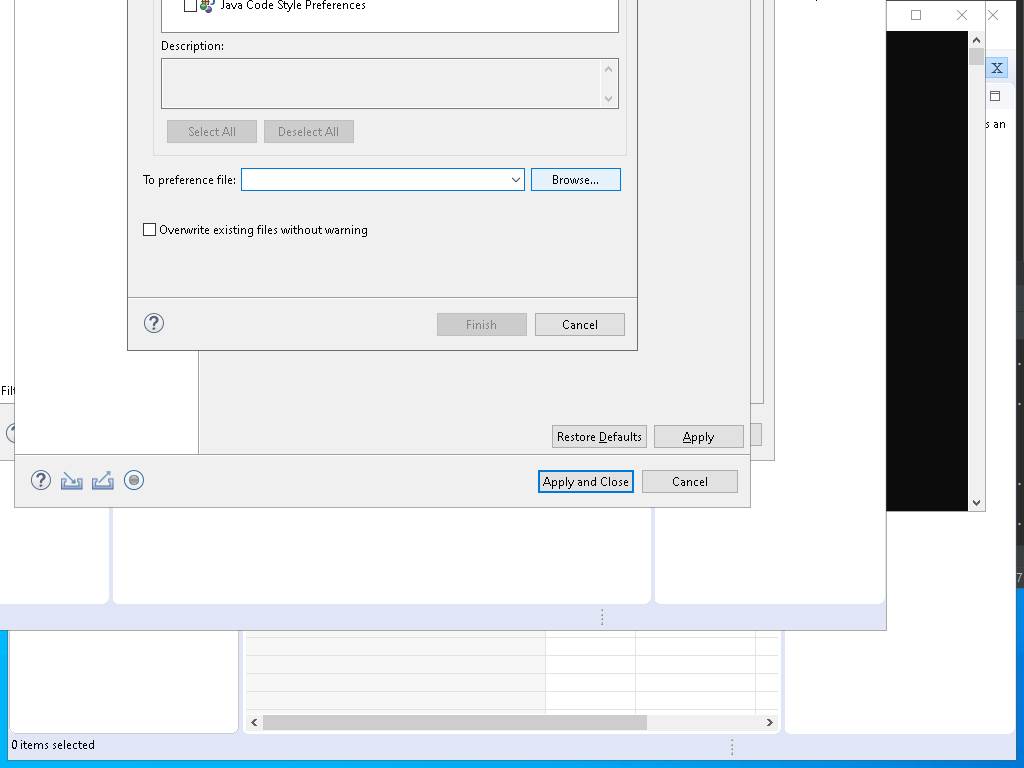 Java Code Style Preferences
Description:
Select All
Deselect All
To preference file:
Browse...
Overwrite existing files without warning
Finish
Cancel
Restore Defaults
Apply
Apply and Close
Cancel
X
s an
Filt
7
0 items selected